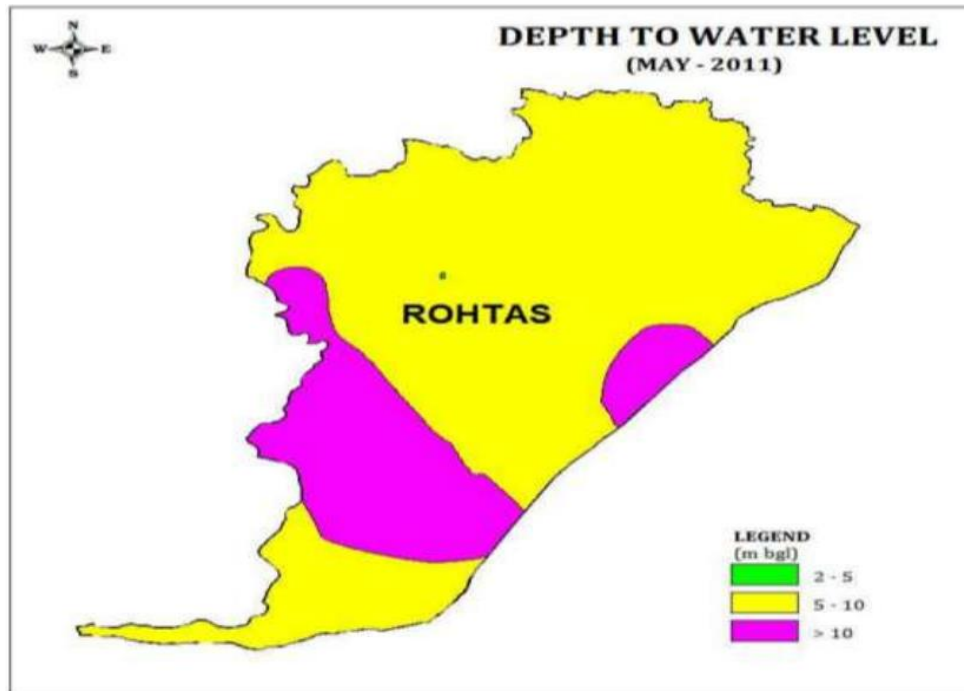 N
W E
S
DEPTH TO WATER LEVEL
(MAY - 2011)
ROHTAS
LEGEND
(m bgl)
2 - 5
5 - 10
> 10